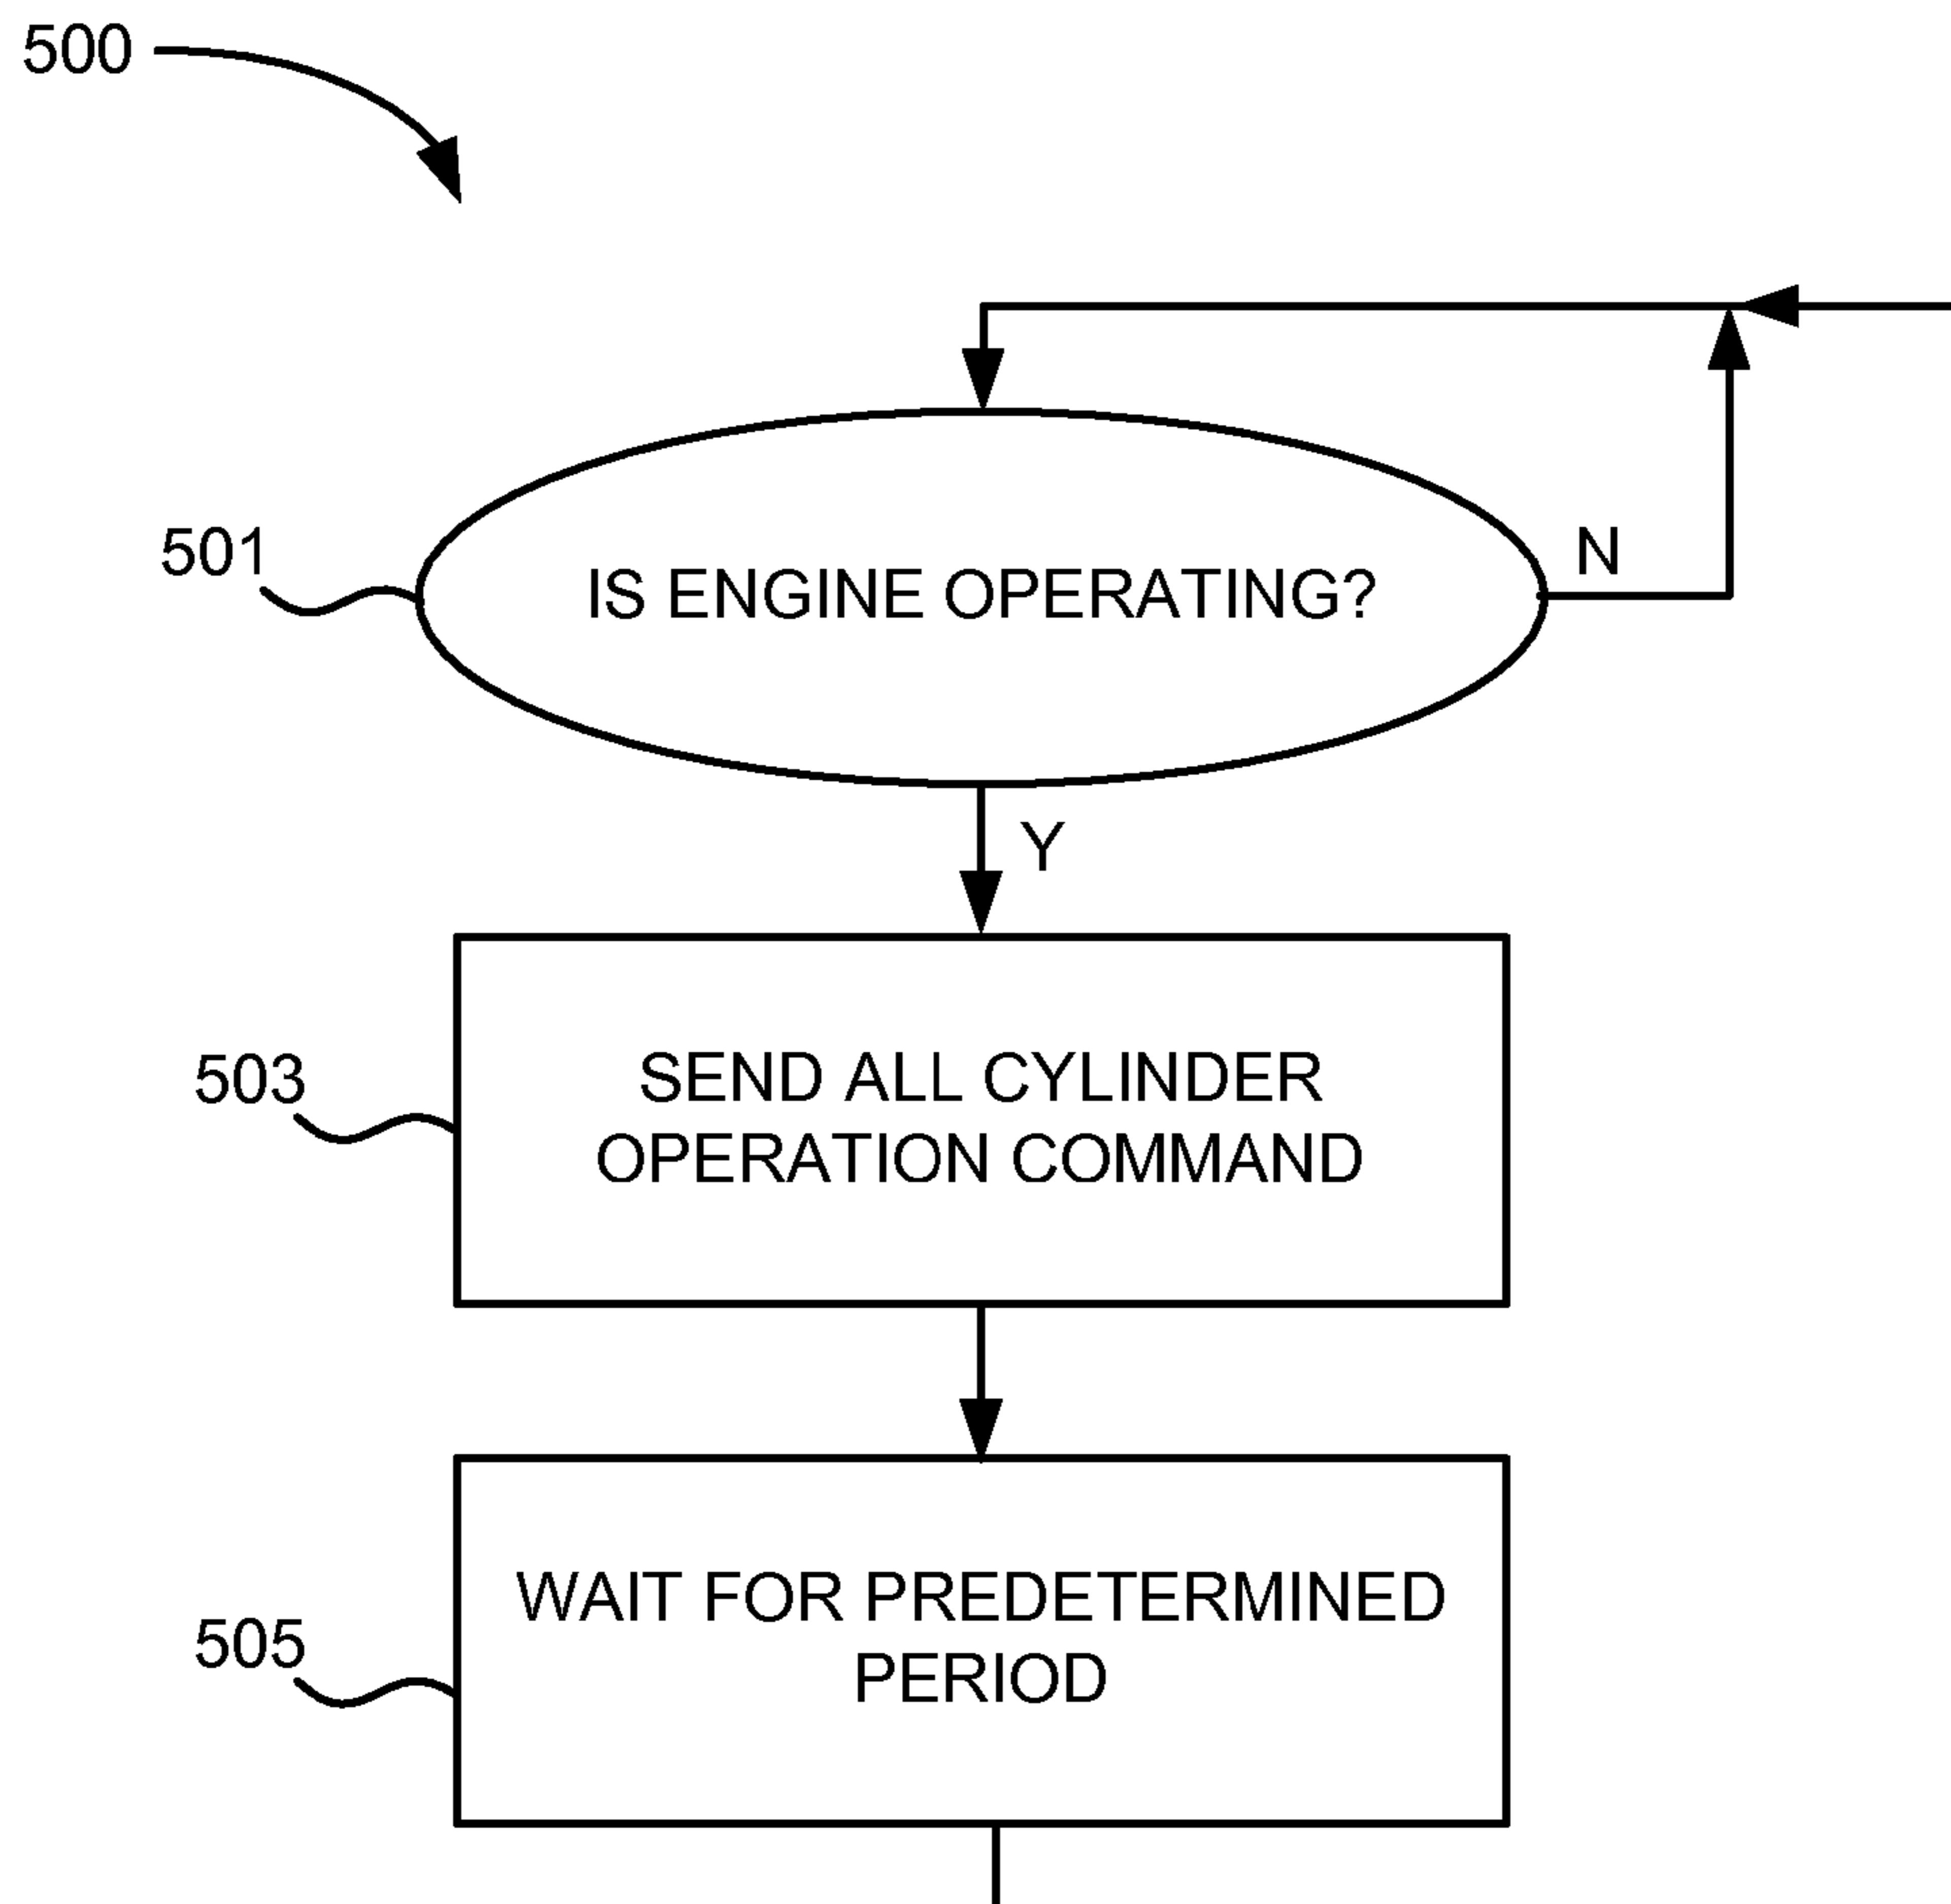 500
501
IS ENGINE OPERATING?
N
Y
503
SEND ALL CYLINDER
OPERATION COMMAND
505
WAIT FOR PREDETERMINED
PERIOD